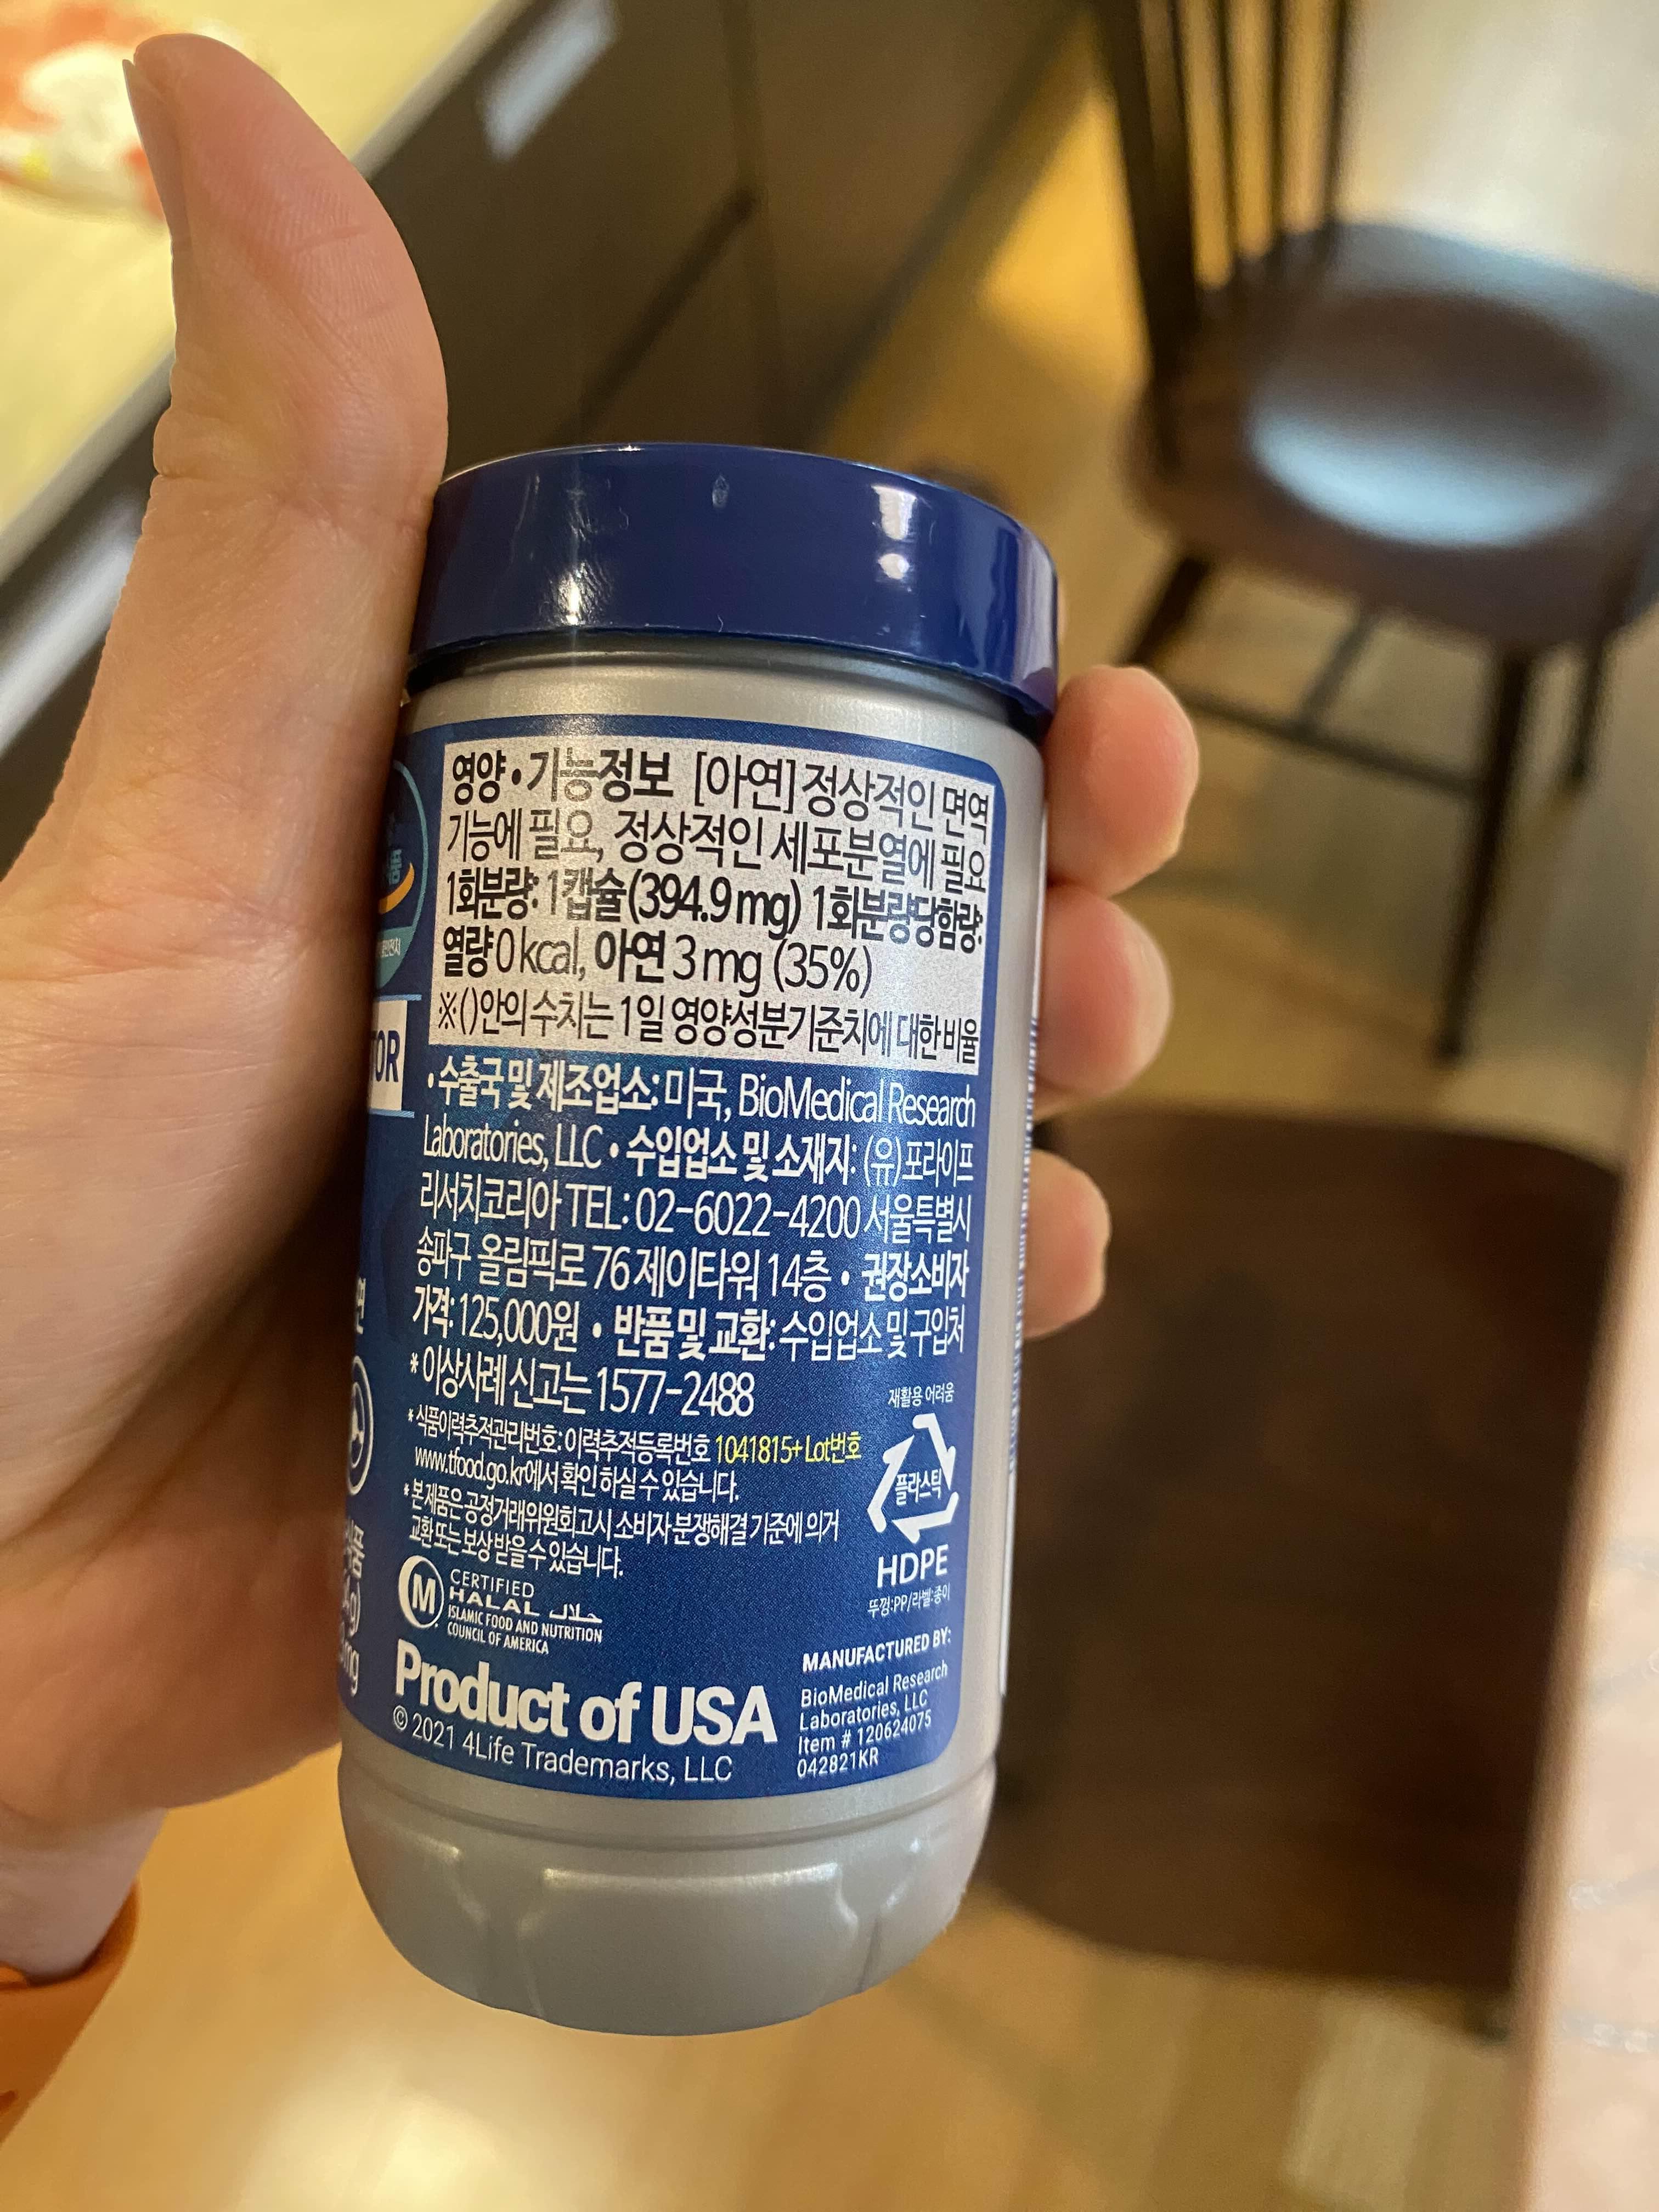 영양•기능정보 [아연] 정상적인 면역
기능에 필요, 정상적인 세포분열에 필요
1회분량: 1캡슐(394.9 mg) 1회분량당 함량:
열량 0 kcal, 아연 3 mg (35%)
※( )안의 수치는 1일 영양성분기준치에 대한 비율
• 수출국 및 제조업소: 미국, BioMedical Research
Laboratories, LLC • 수입업소 및 소재지: (유)포라이프
리서치코리아 TEL: 02-6022-4200 서울특별시
송파구 올림픽로 76 제이타워 14층 • 권장소비자
가격: 125,000원 • 반품 및 교환: 수입업소 및 구입처
* 이상사례 신고는 1577-2488
* 식품이력추적관리번호: 이력추적등록번호 1041815+Lot번호
www.tfood.go.kr에서 확인 하실 수 있습니다.
* 본 제품은 공정거래위원회고시 소비자 분쟁해결 기준에 의거
교환 또는 보상 받을 수 있습니다.
재활용 어려움
플라스틱
HDPE
뚜껑:PP/라벨:종이
M
CERTIFIED
HALAL حلال
ISLAMIC FOOD AND NUTRITION
COUNCIL OF AMERICA
Product of USA
© 2021 4Life Trademarks, LLC
MANUFACTURED BY:
BioMedical Research
Laboratories, LLC
Item # 120624075
042821KR
TOR